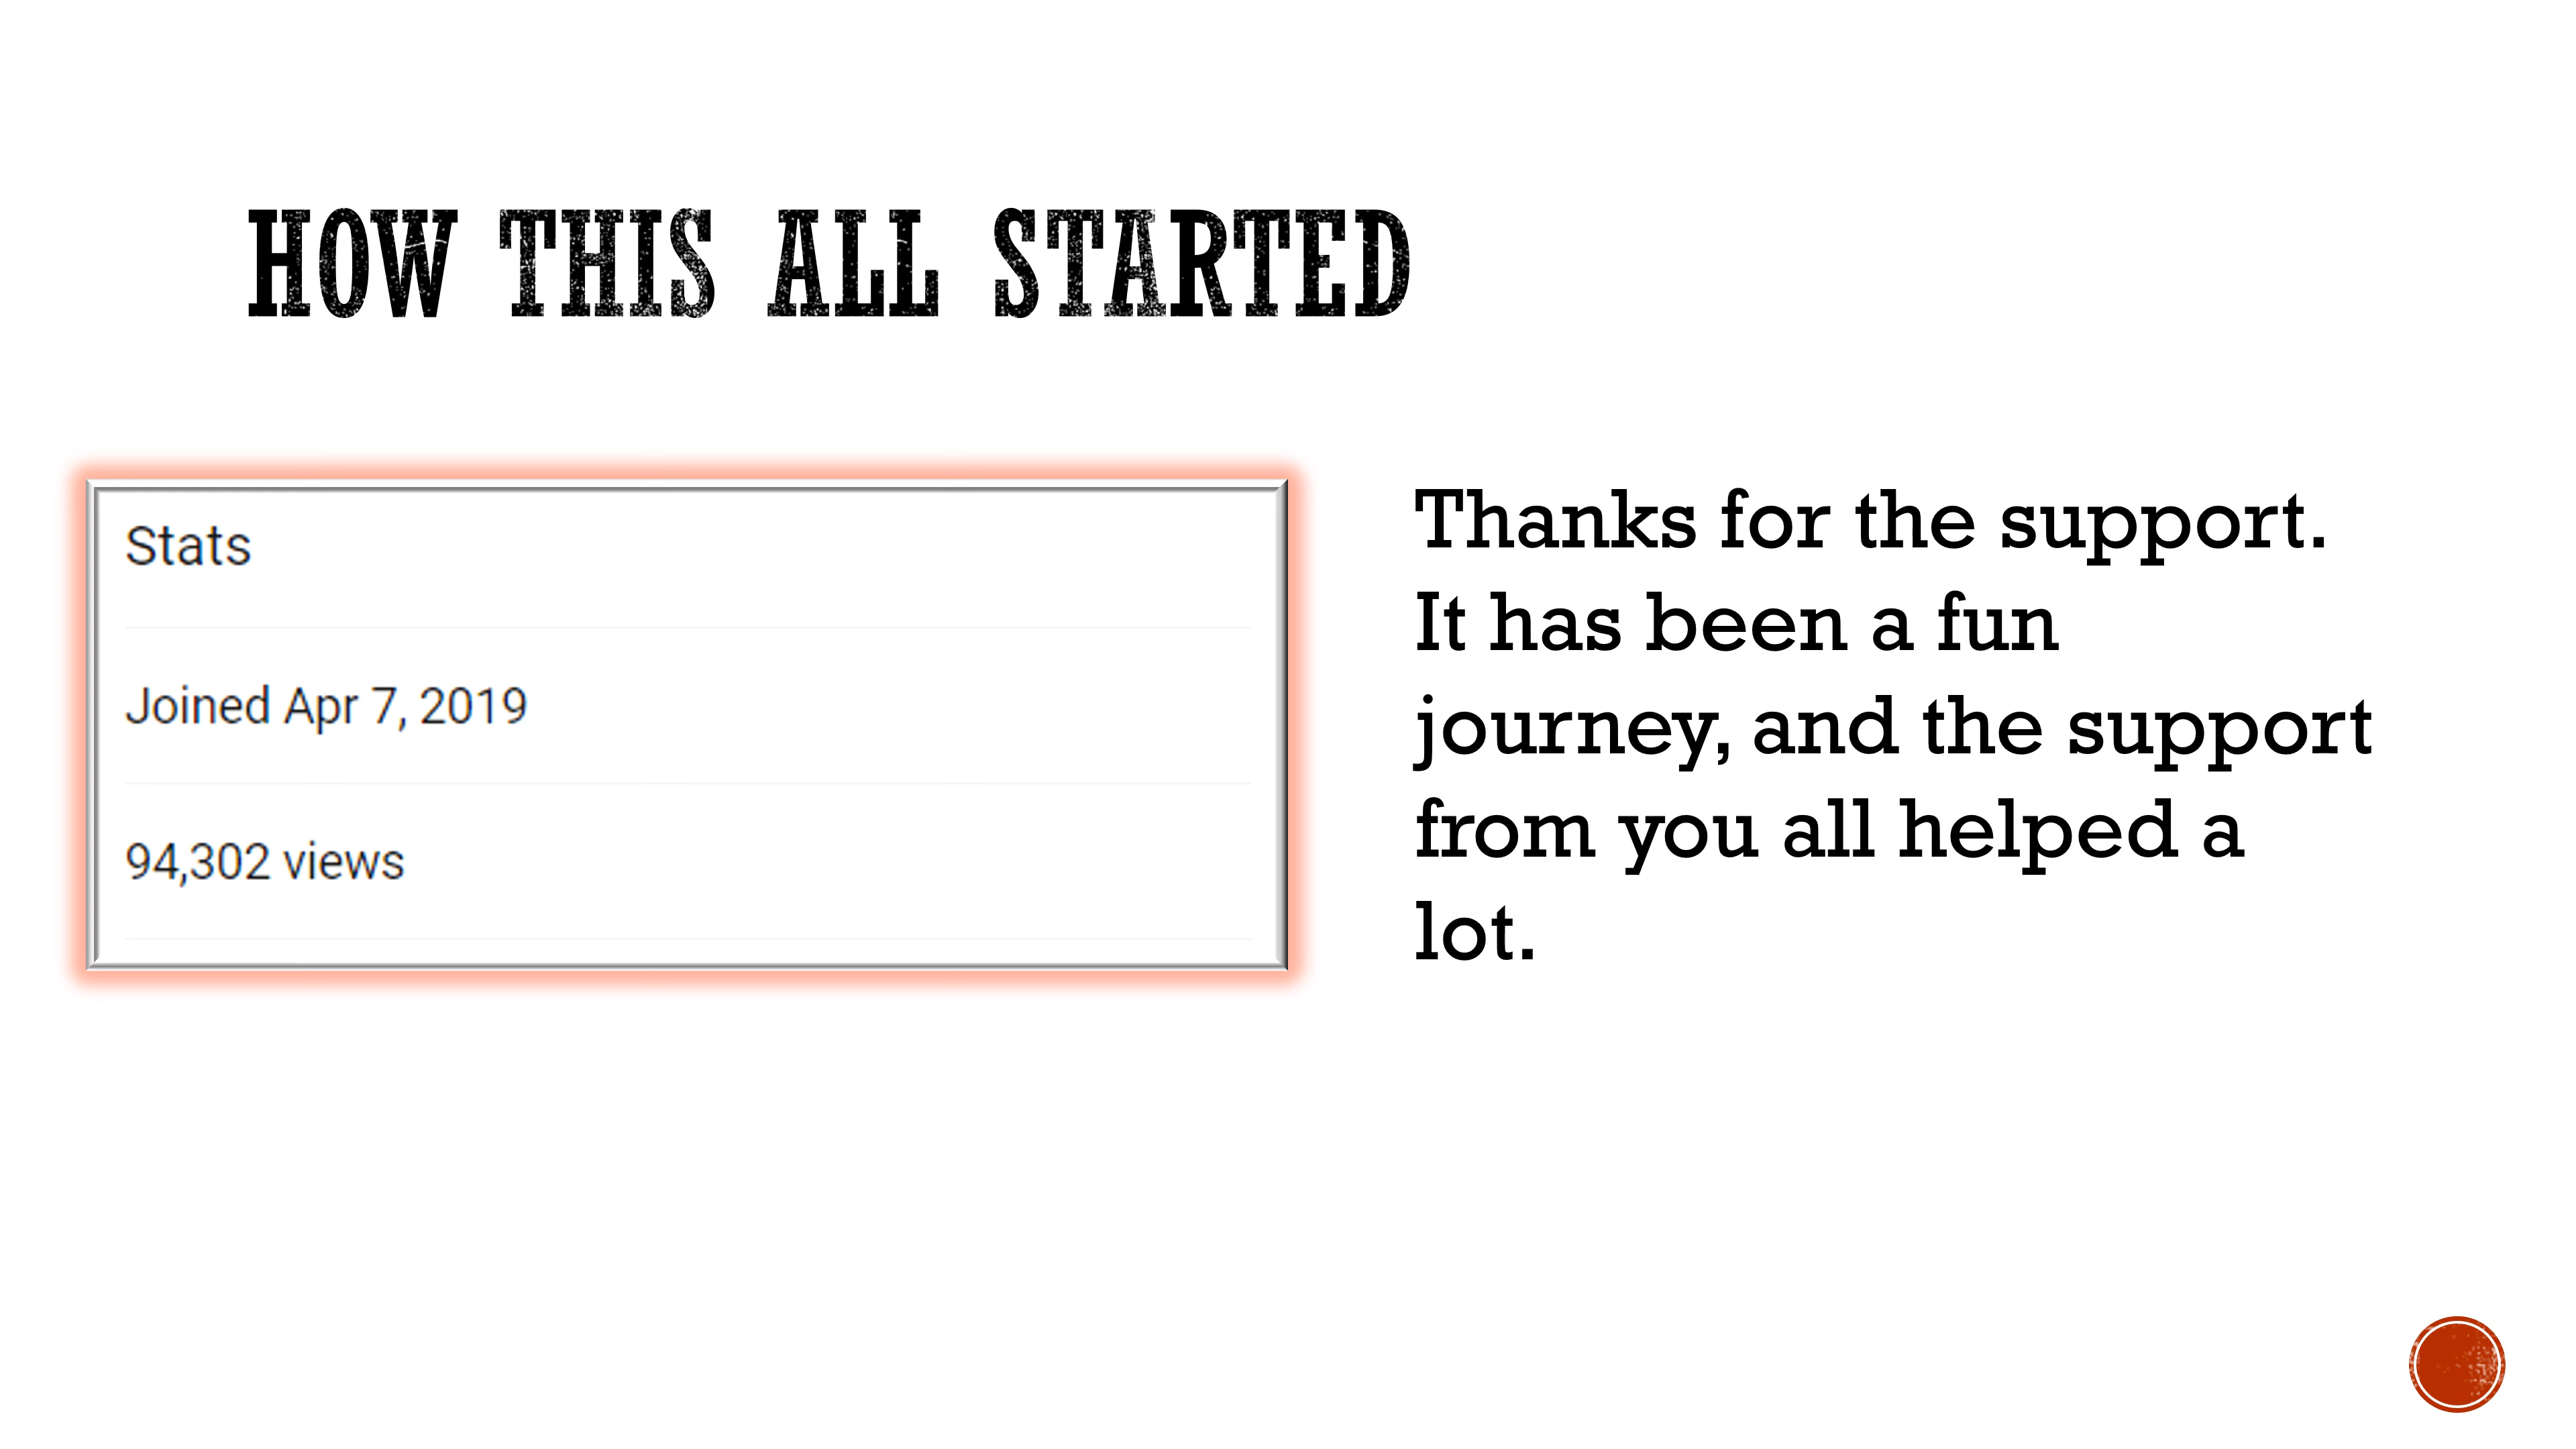 HOW THIS ALL STARTED
Stats
Joined Apr 7, 2019
94,302 views
Thanks for the support.
It has been a fun
journey, and the support
from you all helped a
lot.